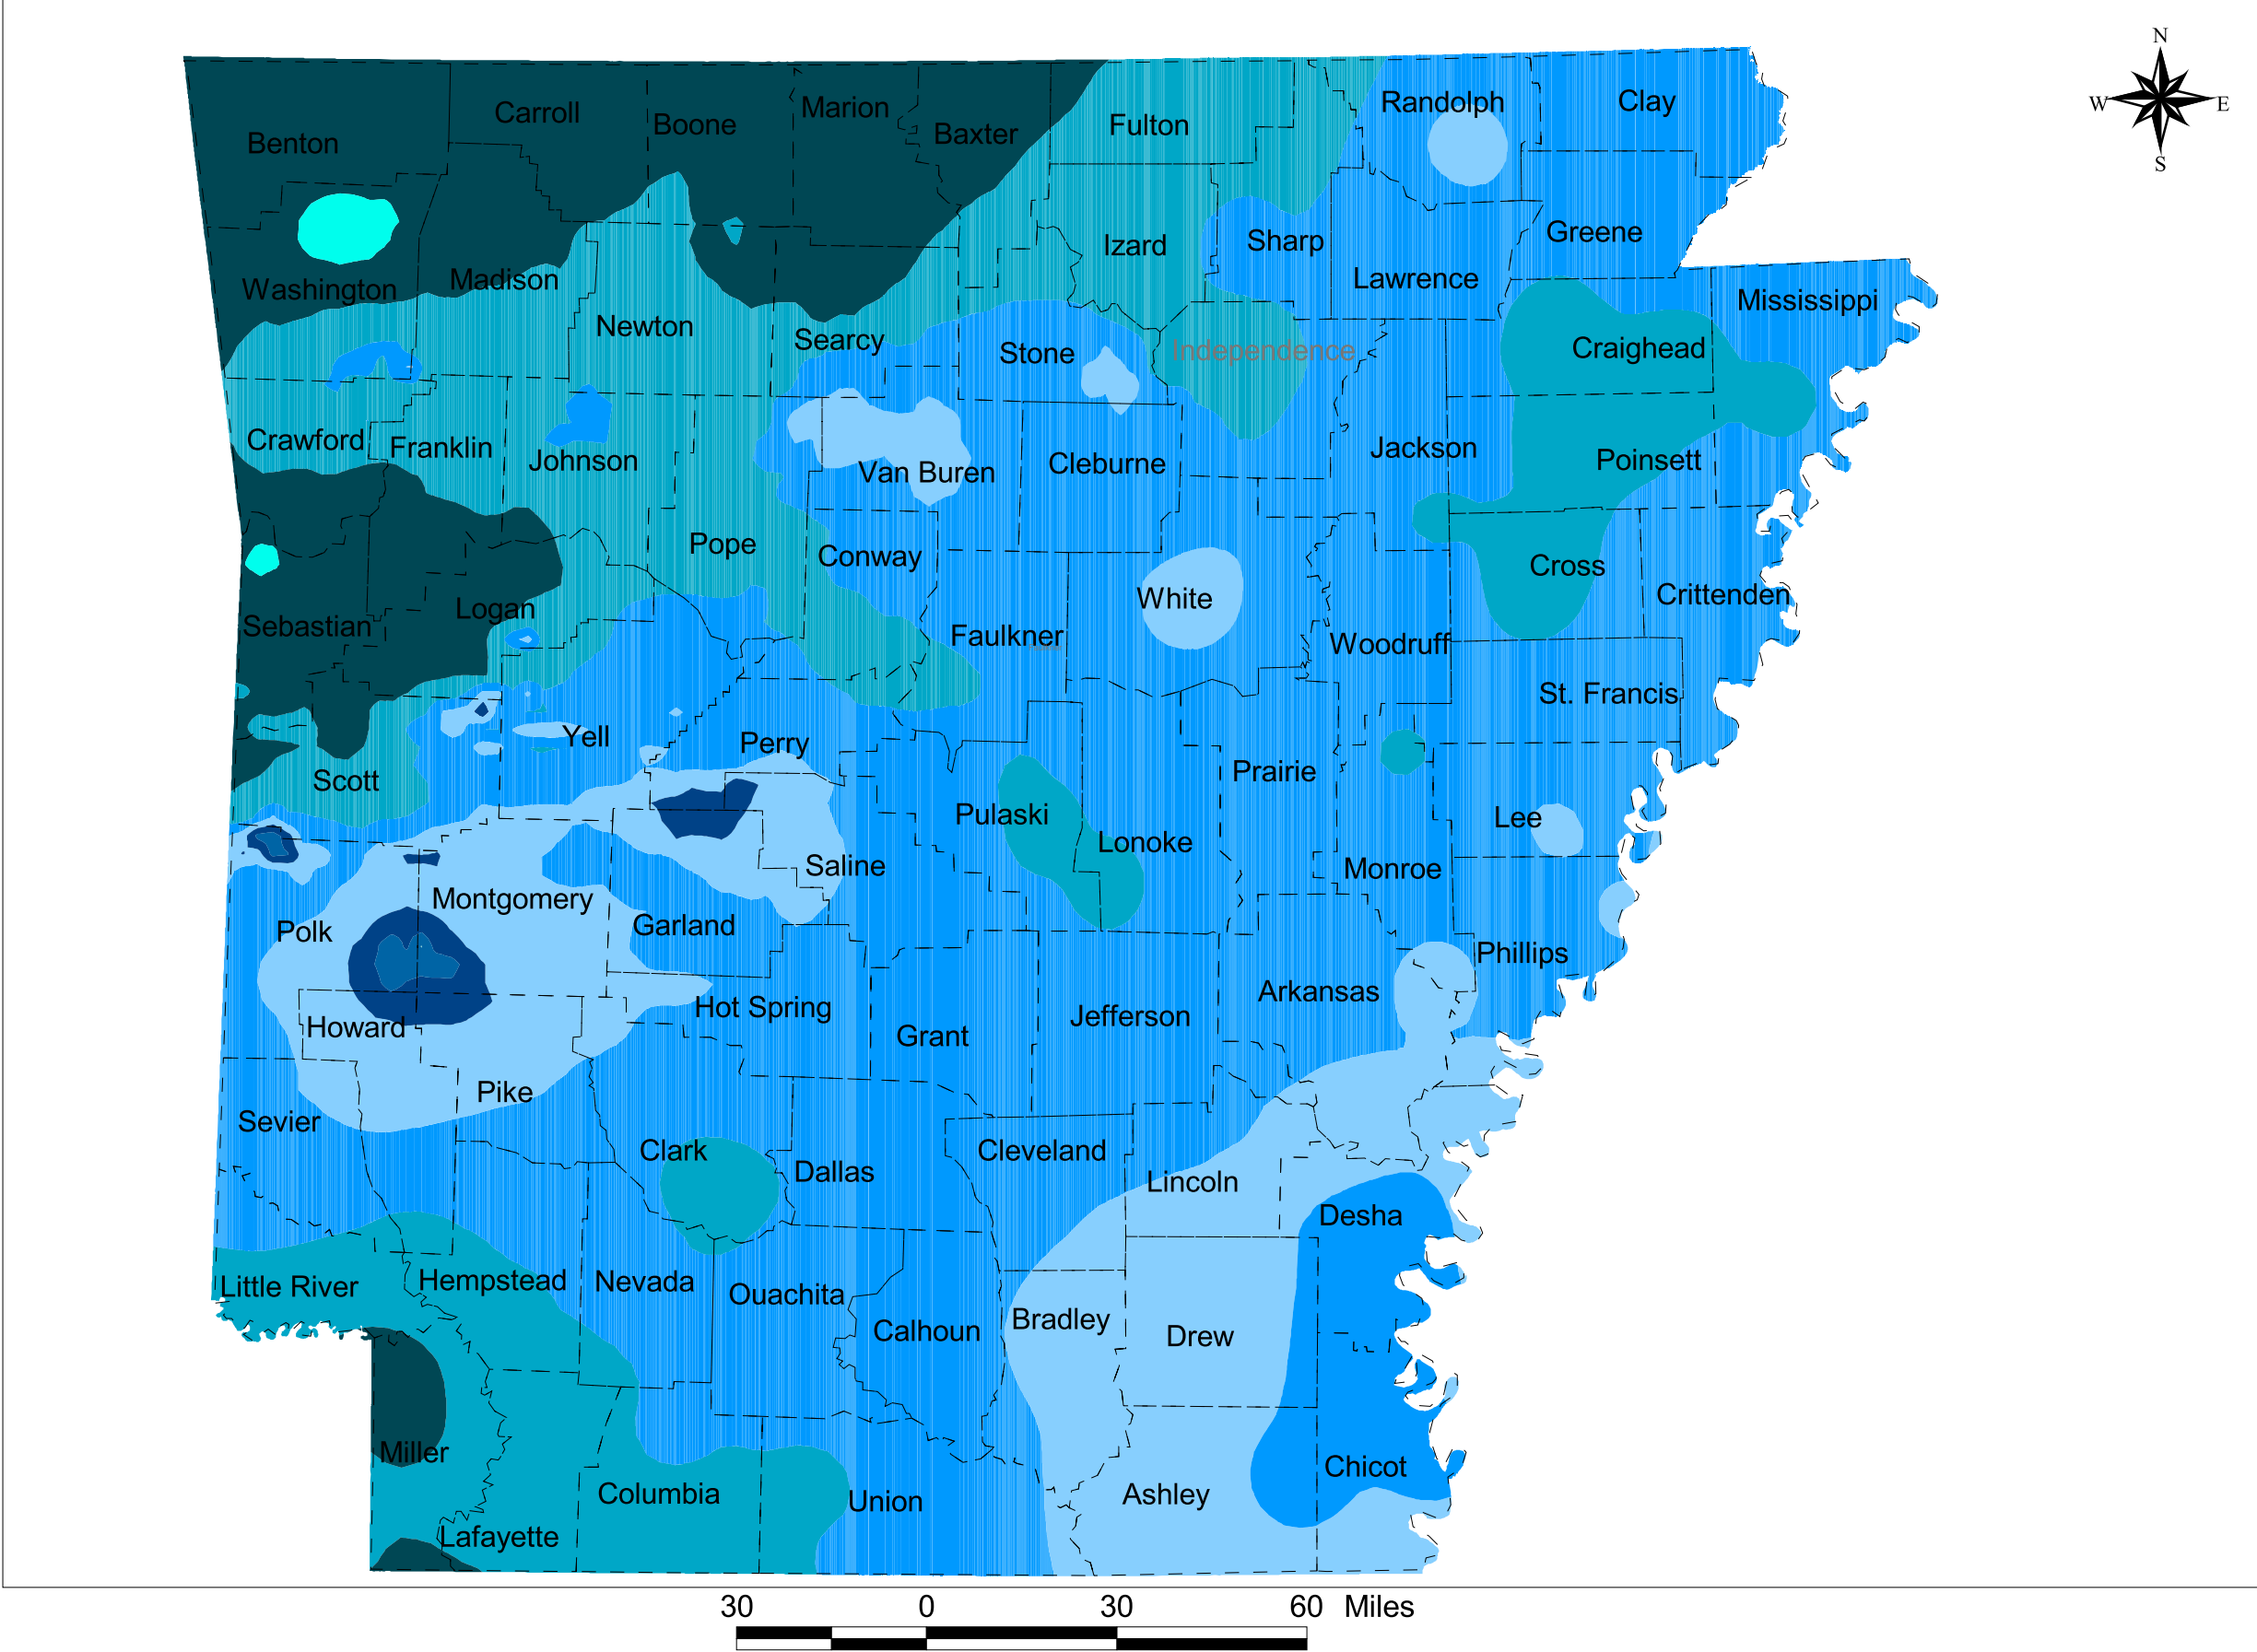 N
W E
S
Randolph
Clay
Carroll
Marion
Boone
Fulton
Baxter
Benton
Greene
Sharp
Izard
Lawrence
Madison
Washington
Mississippi
Newton
Searcy
Stone
Independence
Craighead
Crawford
Franklin
Johnson
Jackson
Poinsett
Cleburne
Van Buren
Pope
Conway
Cross
Crittenden
White
Logan
Sebastian
Faulkner
Woodruff
St. Francis
Yell
Perry
Prairie
Scott
Pulaski
Lee
Lonoke
Saline
Monroe
Montgomery
Garland
Polk
Phillips
Arkansas
Hot Spring
Jefferson
Howard
Grant
Pike
Sevier
Clark
Cleveland
Dallas
Lincoln
Desha
Little River
Hempstead
Nevada
Ouachita
Bradley
Calhoun
Drew
Miller
Chicot
Columbia
Ashley
Union
Lafayette
30 0 30 60 Miles